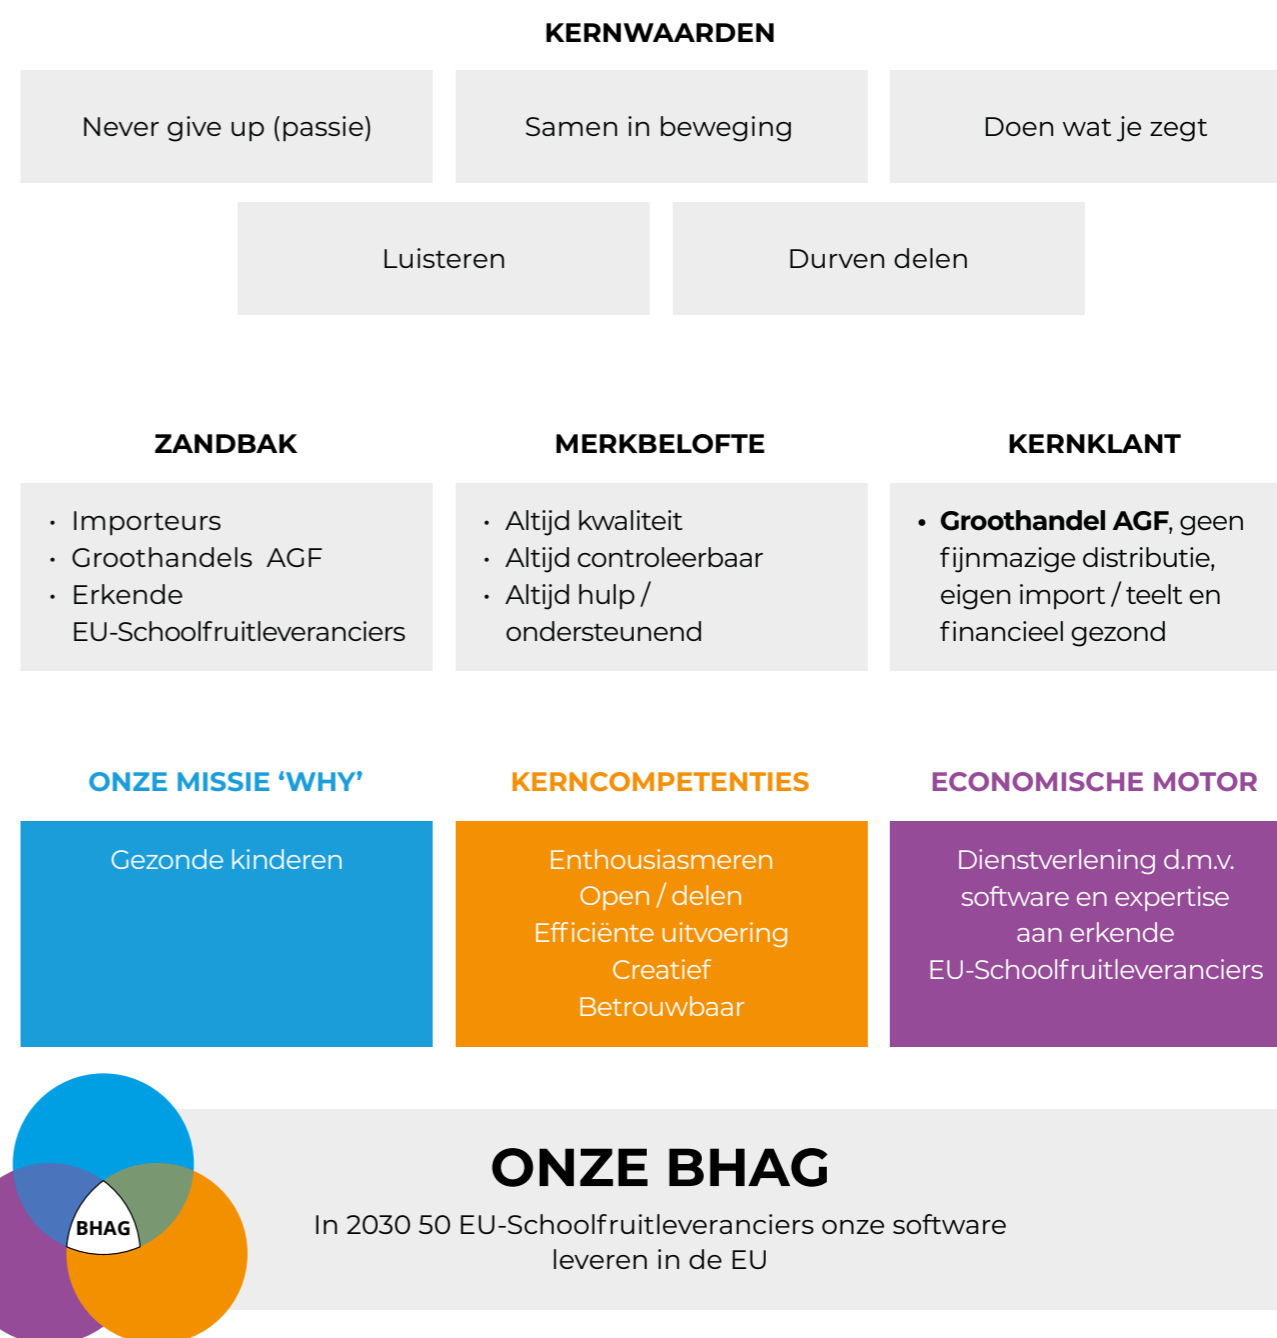 KERNWAARDEN
Never give up (passie)
Samen in beweging
Doen wat je zegt
Luisteren
Durven delen
ZANDBAK
· Importeurs
· Groothandels AGF
· Erkende
EU-Schoolfruitleveranciers
MERKBELOFTE
· Altijd kwaliteit
· Altijd controleerbaar
· Altijd hulp /
ondersteunend
KERNKLANT
• Groothandel AGF, geen
fijnmazige distributie,
eigen import / teelt en
financieel gezond
ONZE MISSIE ‘WHY’
Gezonde kinderen
KERNCOMPETENTIES
Enthousiasmeren
Open / delen
Efficiënte uitvoering
Creatief
Betrouwbaar
ECONOMISCHE MOTOR
Dienstverlening d.m.v.
software en expertise
aan erkende
EU-Schoolfruitleveranciers
BHAG
ONZE BHAG
In 2030 50 EU-Schoolfruitleveranciers onze software
leveren in de EU